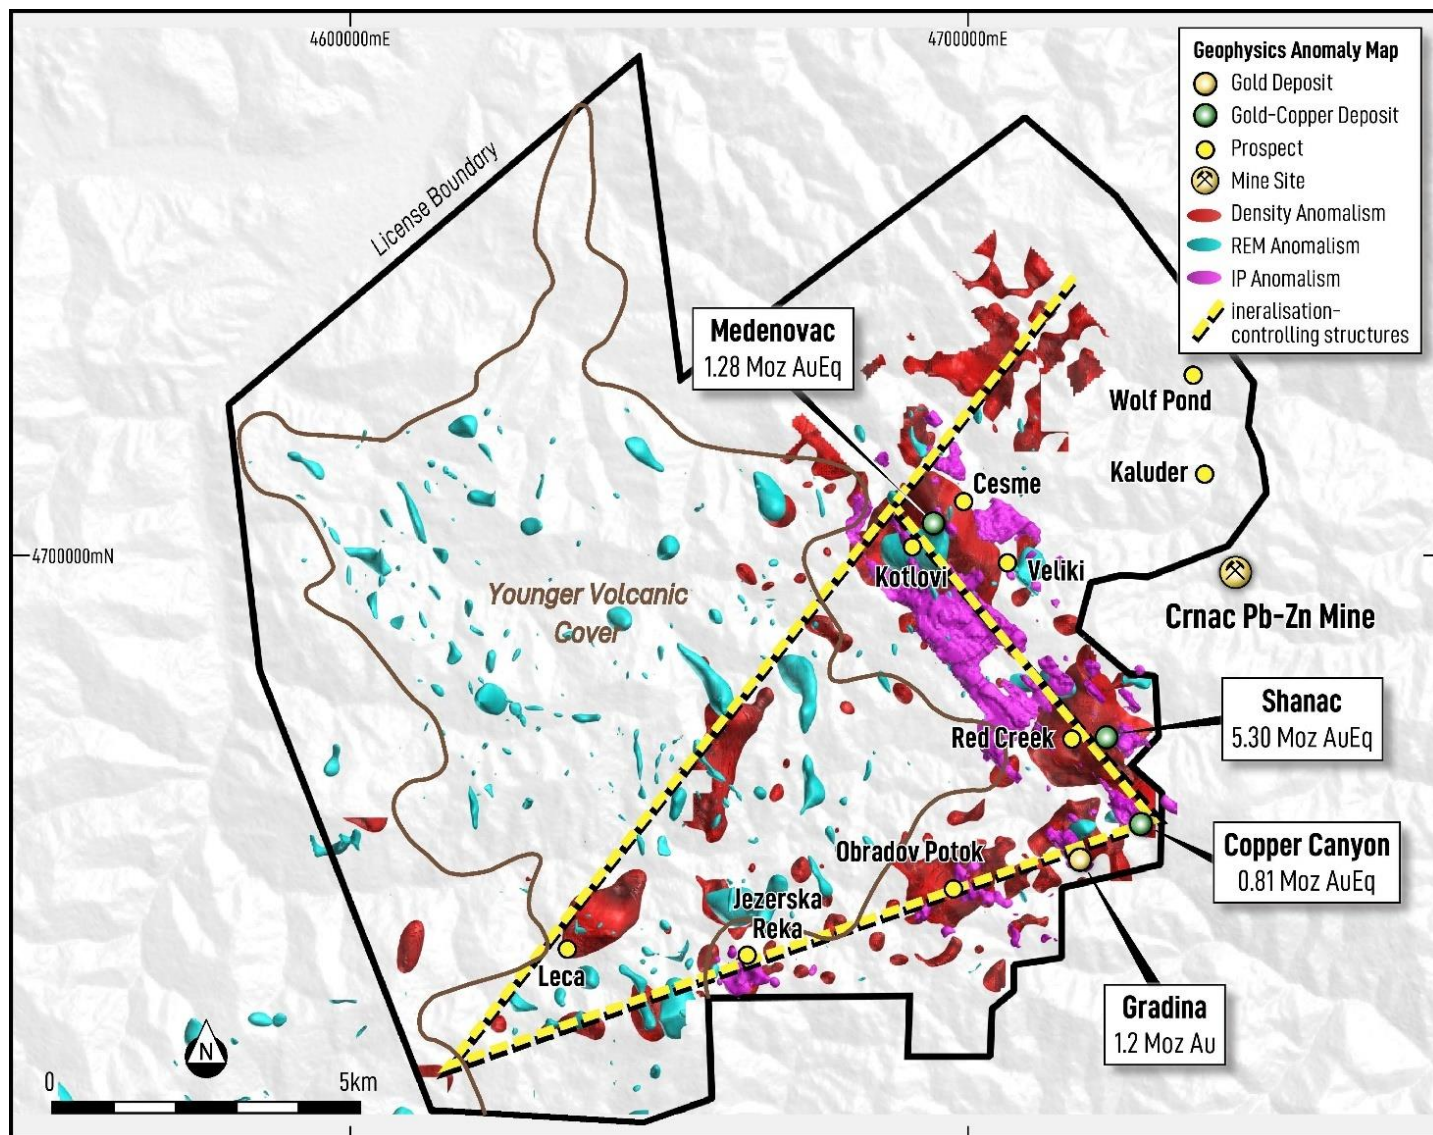 4600000mE
4700000mE
Geophysics Anomaly Map
Gold Deposit
Gold-Copper Deposit
Prospect
Mine Site
Density Anomalism
REM Anomalism
IP Anomalism
ineralisation-
controlling structures
License Boundary
Medenovac
1.28 Moz AuEq
Wolf Pond
Kaluder
Cesme
4700000mN
Kotlovi
Veliki
Younger Volcanic
Cover
Crnac Pb-Zn Mine
Shanac
5.30 Moz AuEq
Red Creek
Copper Canyon
0.81 Moz AuEq
Obradov Potok
Jezerska
Reka
Leca
Gradina
1.2 Moz Au
N
0
5km